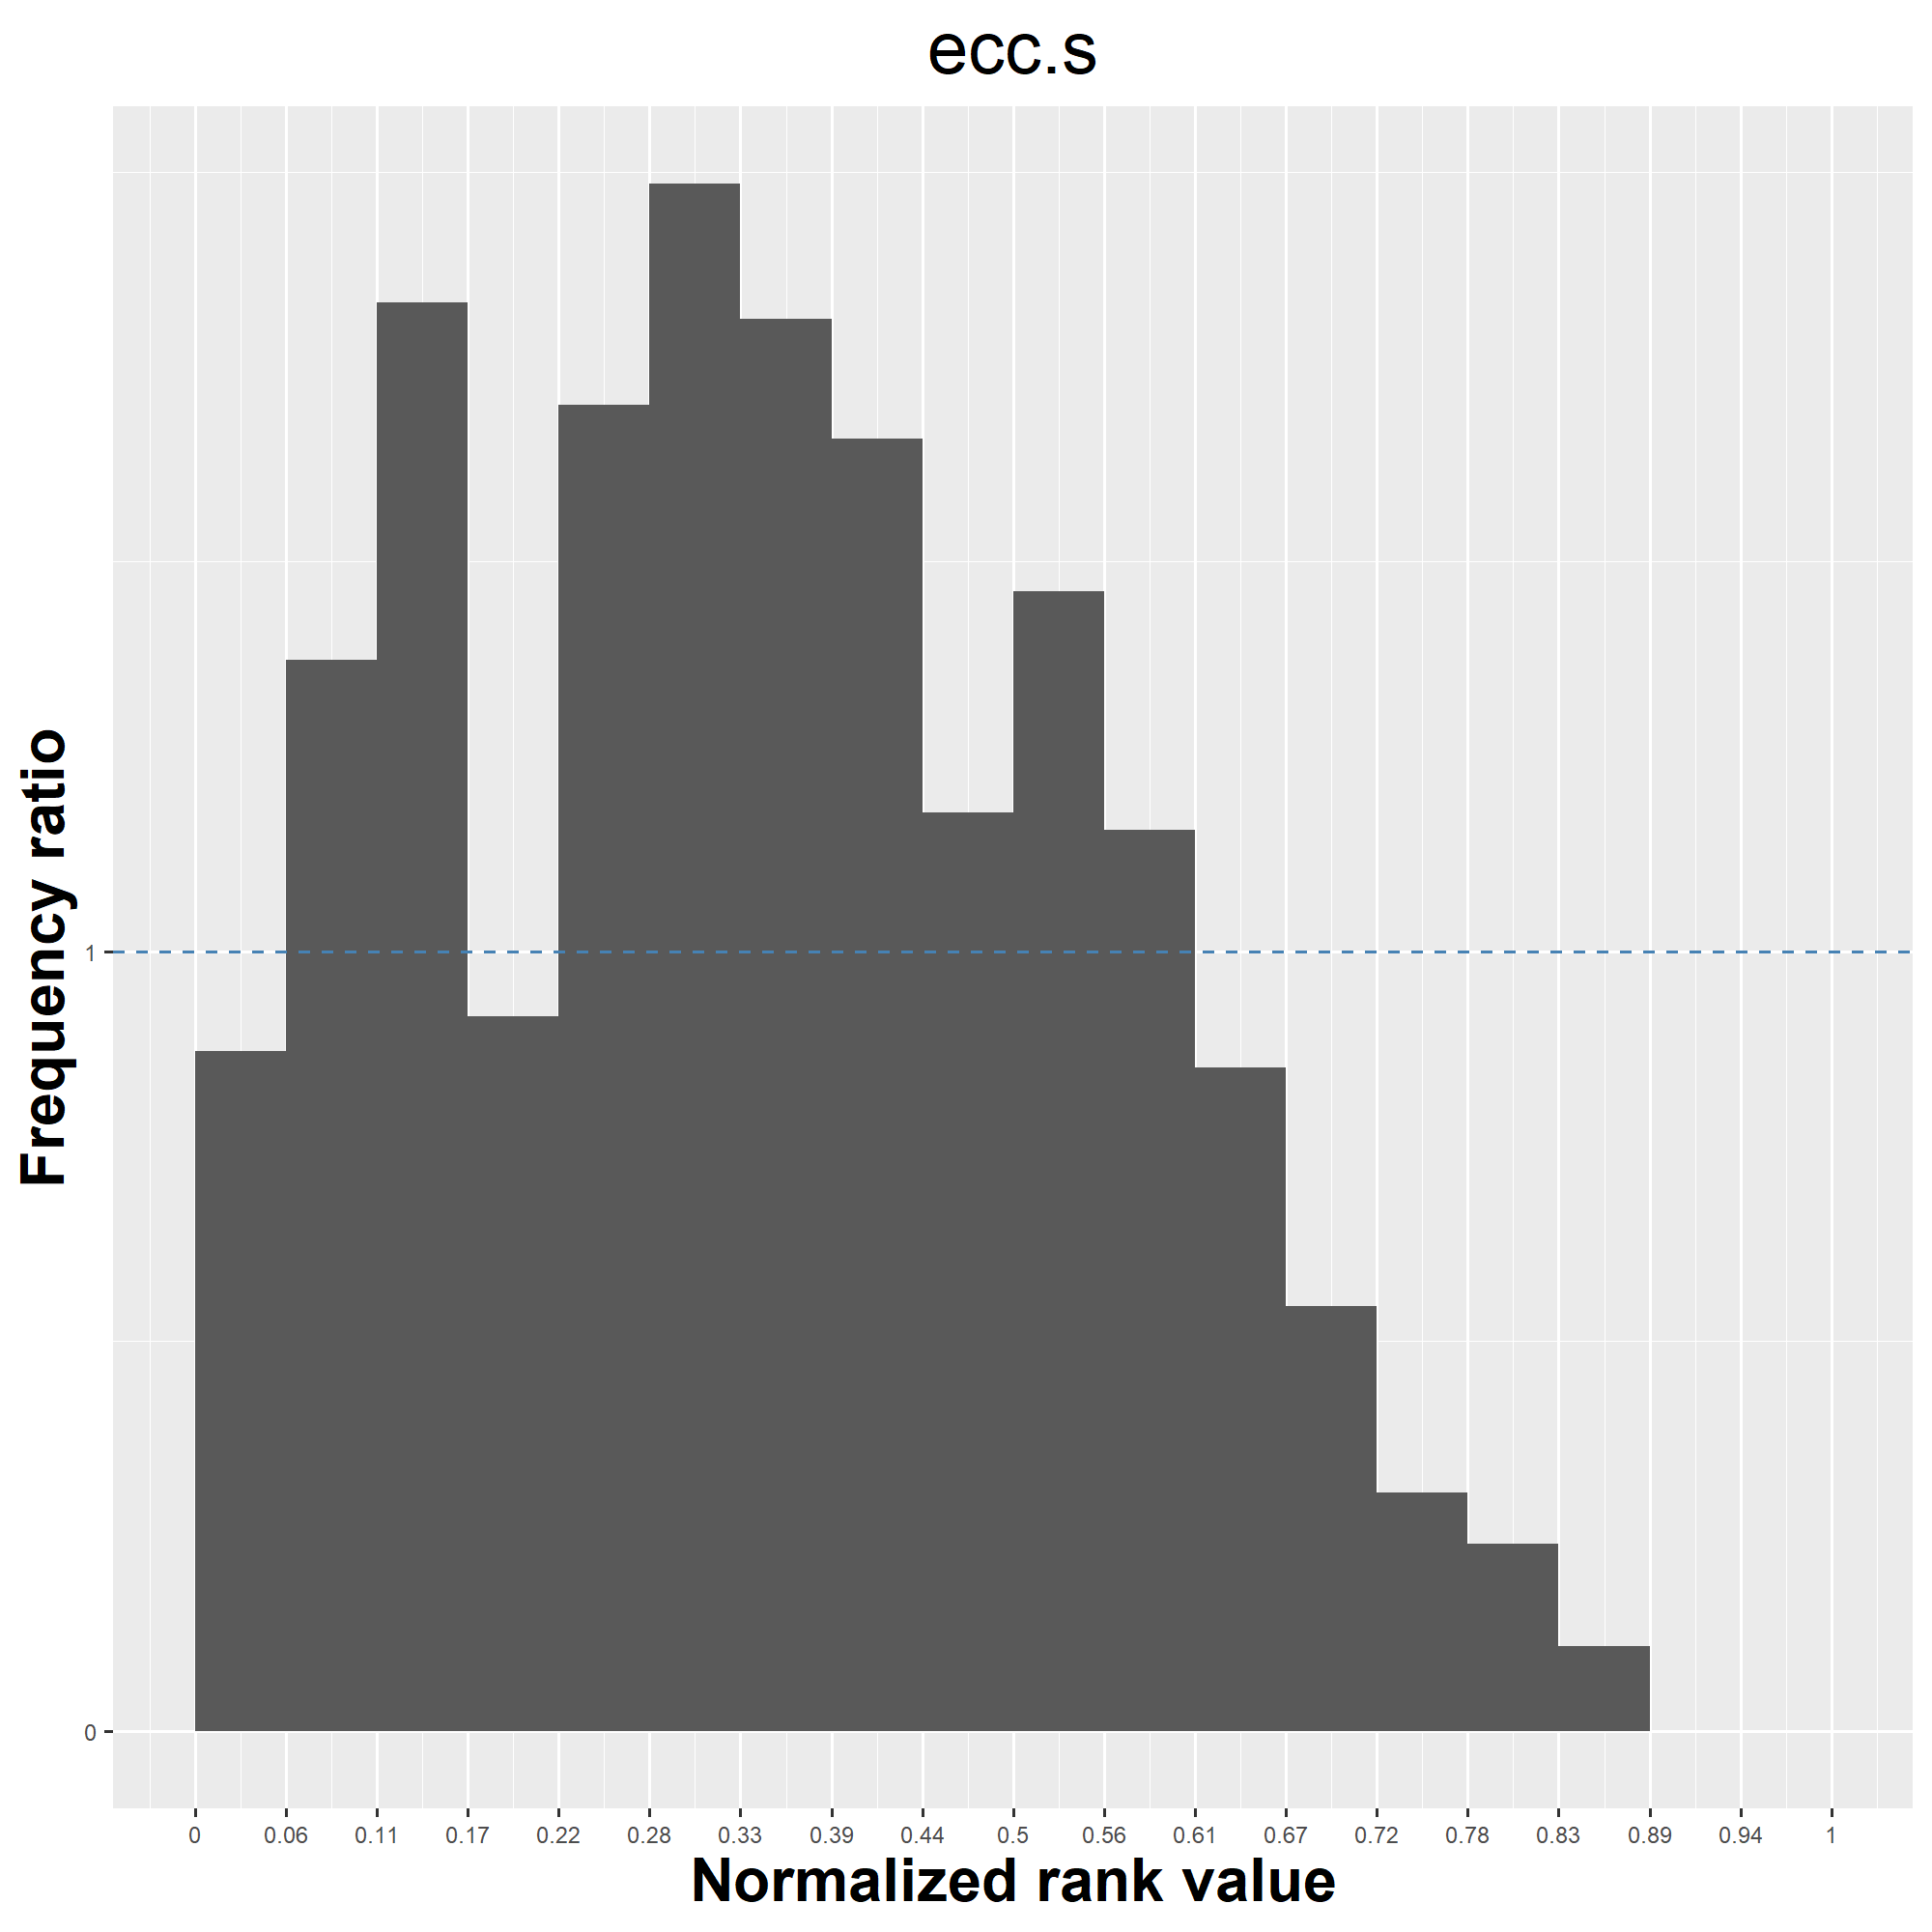 ecc.s
Frequency ratio
1
0
0 0.06 0.11 0.17 0.22 0.28 0.33 0.39 0.44 0.5 0.56 0.61 0.67 0.72 0.78 0.83 0.89 0.94 1
Normalized rank value